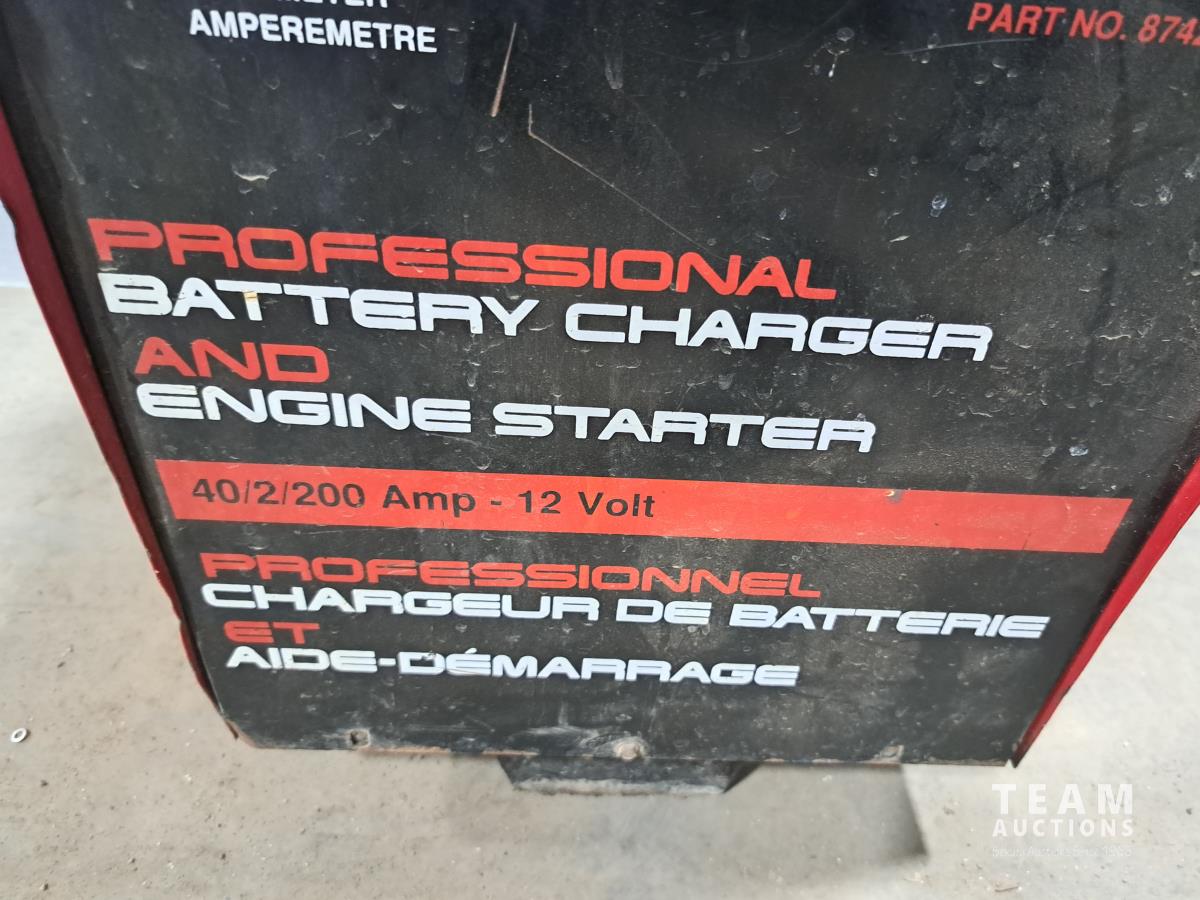 AMPEREMETRE
PART NO. 874
PROFESSIONAL
BATTERY CHARGER
AND
ENGINE STARTER
40/2/200 Amp - 12 Volt
PROFESSIONNEL
CHARGEUR DE BATTERIE
ET
AIDE-DÉMARRAGE
TEAM
AUCTIONS